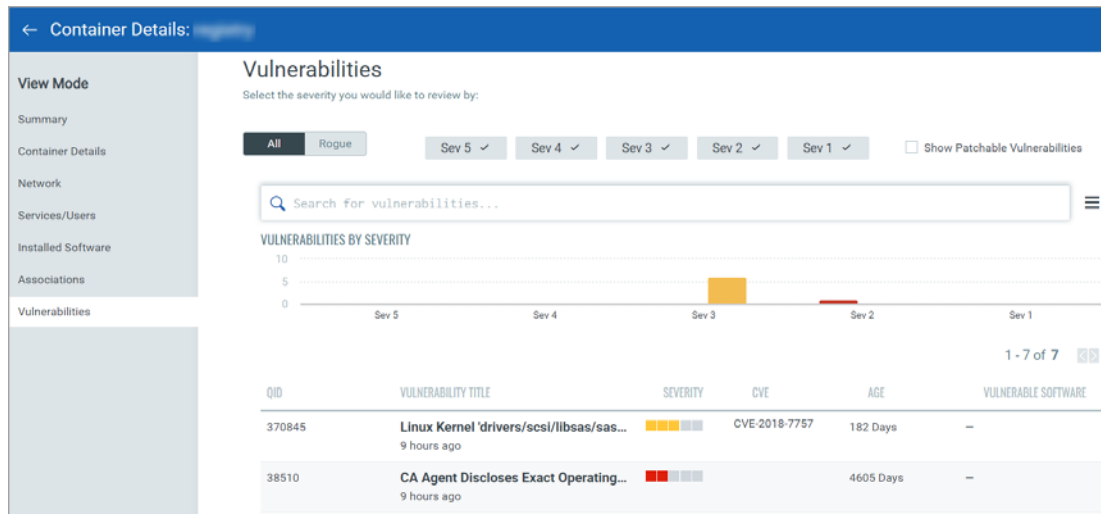 ← Container Details:
View Mode
Summary
Container Details
Network
Services/Users
Installed Software
Associations
Vulnerabilities
Vulnerabilities
Select the severity you would like to review by:
All Rogue Sev 5 ✓ Sev 4 ✓ Sev 3 ✓ Sev 2 ✓ Sev 1 ✓ Show Patchable Vulnerabilities
Search for vulnerabilities...
VULNERABILITIES BY SEVERITY
10
5
0
Sev 5 Sev 4 Sev 3 Sev 2 Sev 1
1 - 7 of 7
QID VULNERABILITY TITLE SEVERITY CVE AGE VULNERABLE SOFTWARE
370845 Linux Kernel 'drivers/scsi/libsas/sas... CVE-2018-7757 182 Days –
9 hours ago
38510 CA Agent Discloses Exact Operating... 4605 Days –
9 hours ago